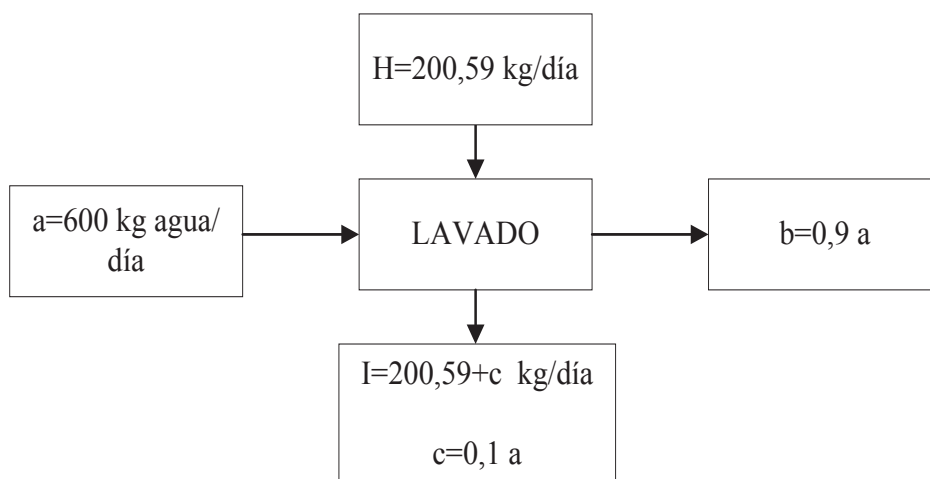 H=200,59 kg/día
a=600 kg agua/
día
LAVADO
b=0,9 a
I=200,59+c kg/día
c=0,1 a